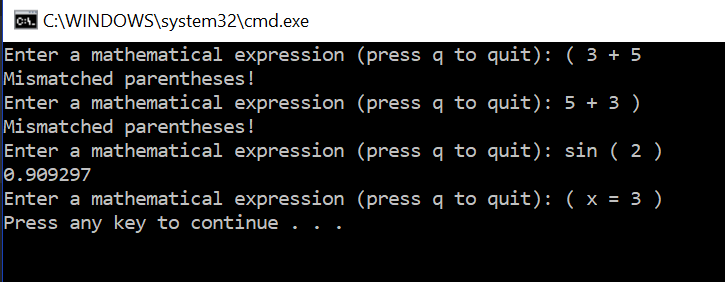 C:\WINDOWS\system32\cmd.exe
Enter a mathematical expression (press q to quit): ( 3 + 5
Mismatched parentheses!
Enter a mathematical expression (press q to quit): 5 + 3 )
Mismatched parentheses!
Enter a mathematical expression (press q to quit): sin ( 2 )
0.909297
Enter a mathematical expression (press q to quit): ( x = 3 )
Press any key to continue . . .